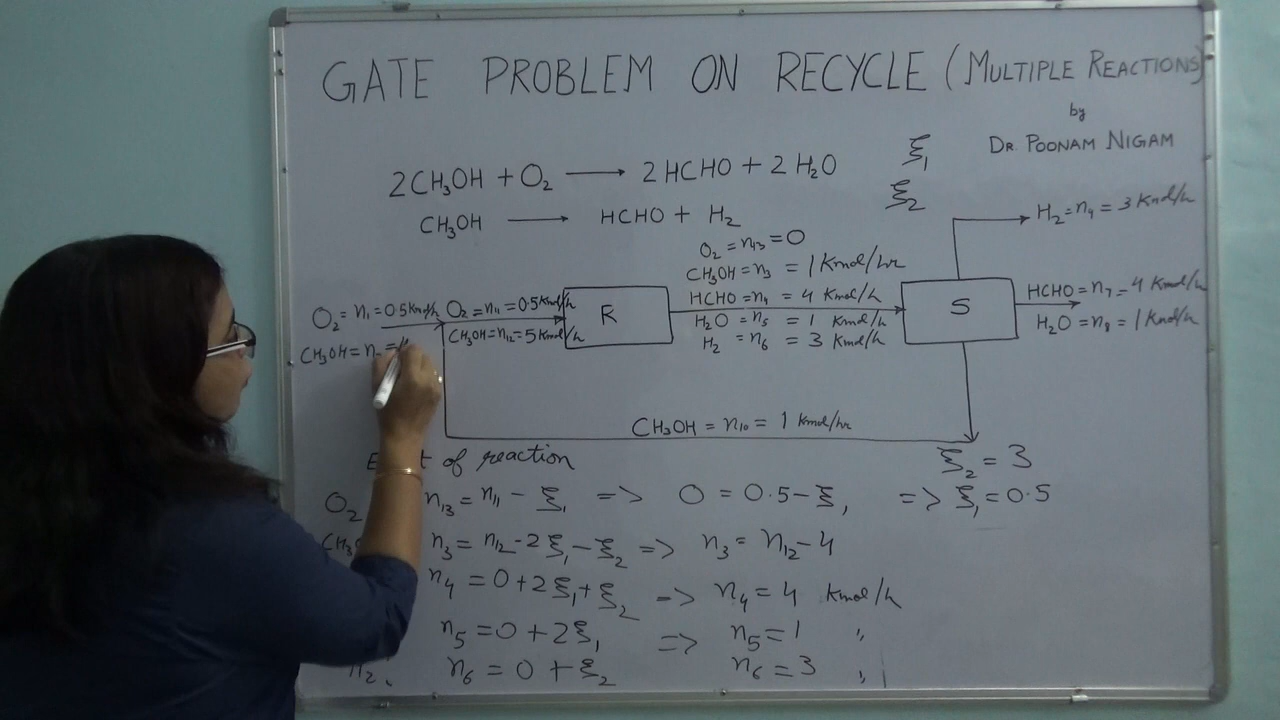 GATE PROBLEM ON RECYCLE (MULTIPLE REACTIONS)
by
DR POONAM NIGAM
2CH₃OH + O₂ → 2HCHO + 2H₂O ξ₁
CH₃OH → HCHO + H₂ ξ₂
H₂ = n₉ = 3 Kmol/h
O₂ = n₁₃ = 0
CH₃OH = n₃ = 1 Kmol/hr
HCHO = n₄ = 4 Kmol/h
H₂O = n₅ = 1 Kmol/h
H₂ = n₆ = 3 Kmol/h
O₂ = n₁ = 0.5 Kmol/h
CH₃OH = n
O₂ = n₁₁ = 0.5 Kmol/h
CH₃OH = n₁₂ = 5 Kmol/h
R
S
HCHO = n₇ = 4 Kmol/h
H₂O = n₈ = 1 Kmol/h
CH₃OH = n₁₀ = 1 Kmol/hr
of reaction
ξ₂ = 3
O₂ n₁₃ = n₁₁ - ξ₁ => 0 = 0.5 - ξ₁ => ξ₁ = 0.5
n₃ = n₁₂ - 2ξ₁ - ξ₂ => n₃ = n₁₂ - 4
n₄ = 0 + 2ξ₁ + ξ₂ => n₄ = 4 Kmol/h
n₅ = 0 + 2ξ₁ => n₅ = 1 "
H₂: n₆ = 0 + ξ₂ n₆ = 3 "